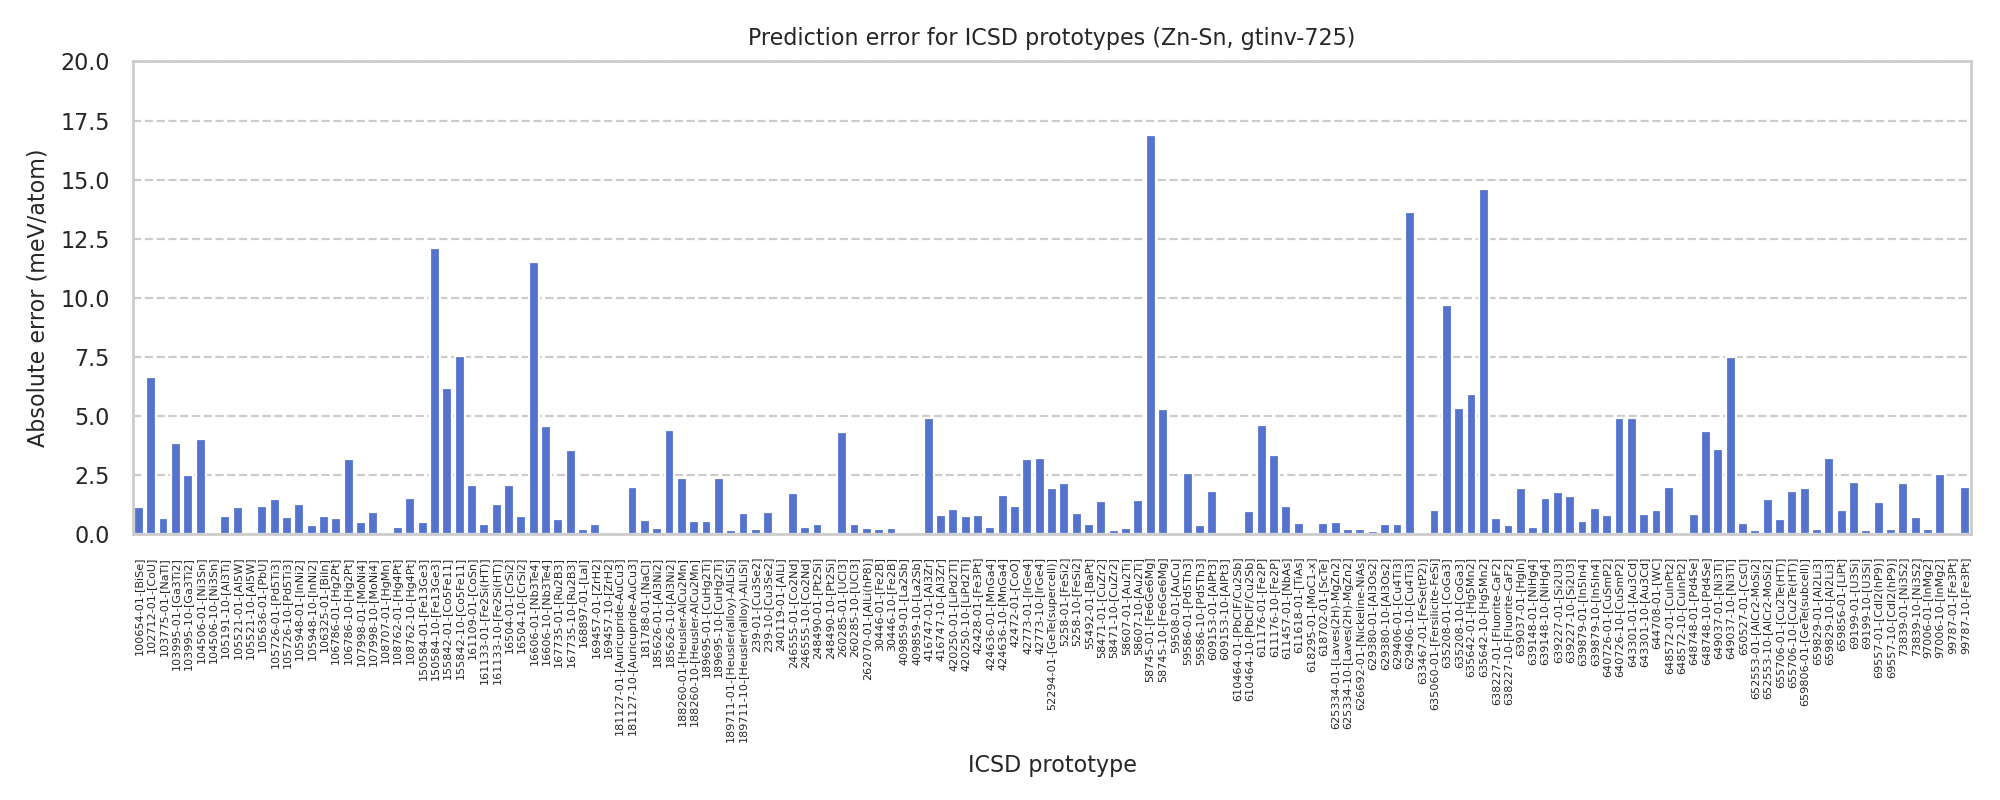 Prediction error for ICSD prototypes (Zn-Sn, gtinv-725)
Absolute error (meV/atom)
20.0
17.5
15.0
12.5
10.0
7.5
5.0
2.5
0.0
100654-01-[BiSe]
102712-01-[CoU]
103775-01-[NaTl]
103995-01-[Ga3Ti2]
103995-10-[Ga3Ti2]
104506-01-[Ni3Sn]
104506-10-[Ni3Sn]
105191-10-[Al3Ti]
105521-01-[Al5W]
105521-10-[Al5W]
105636-01-[PbU]
105726-01-[Pd5Ti3]
105726-10-[Pd5Ti3]
105948-01-[InNi2]
105948-10-[InNi2]
106325-01-[BiIn]
106786-01-[Hg2Pt]
106786-10-[Hg2Pt]
107998-01-[MoNi4]
107998-10-[MoNi4]
108707-01-[HgMn]
108762-01-[Hg4Pt]
108762-10-[Hg4Pt]
150584-01-[Fe13Ge3]
150584-10-[Fe13Ge3]
155842-01-[Co5Fe11]
155842-10-[Co5Fe11]
161109-01-[CoSn]
161133-01-[Fe2Si(HT)]
161133-10-[Fe2Si(HT)]
16504-01-[CrSi2]
16504-10-[CrSi2]
16606-01-[Nb3Te4]
16606-10-[Nb3Te4]
167735-01-[Ru2B3]
167735-10-[Ru2B3]
168897-01-[LaI]
169457-01-[ZrH2]
169457-10-[ZrH2]
181127-01-[Auricupride-AuCu3]
181127-10-[Auricupride-AuCu3]
181788-01-[NaCl]
185626-01-[Al3Ni2]
185626-10-[Al3Ni2]
188260-01-[Heusler-AlCu2Mn]
188260-10-[Heusler-AlCu2Mn]
189695-01-[CuHg2Ti]
189695-10-[CuHg2Ti]
189711-01-[Heusler(alloy)-AlLiSi]
189711-10-[Heusler(alloy)-AlLiSi]
239-01-[Cu3Se2]
239-10-[Cu3Se2]
240119-01-[AlLi]
246555-01-[Co2Nd]
246555-10-[Co2Nd]
248490-01-[Pt2Si]
248490-10-[Pt2Si]
260285-01-[UCl3]
260285-10-[UCl3]
262070-01-[AlLi(hP8)]
30446-01-[Fe2B]
30446-10-[Fe2B]
409859-01-[La2Sb]
409859-10-[La2Sb]
416747-01-[Al3Zr]
416747-10-[Al3Zr]
420250-01-[LiPd2Tl]
420250-10-[LiPd2Tl]
42428-01-[Fe3Pt]
424636-01-[MnGa4]
424636-10-[MnGa4]
42472-01-[CoO]
42773-01-[IrGe4]
42773-10-[IrGe4]
52294-01-[GeTe(supercell)]
5258-01-[FeSi2]
5258-10-[FeSi2]
55492-01-[BaPt]
58471-01-[CuZr2]
58471-10-[CuZr2]
58607-01-[Au2Ti]
58607-10-[Au2Ti]
58745-01-[Fe6Ge6Mg]
58745-10-[Fe6Ge6Mg]
59508-01-[AuCu]
59586-01-[Pd5Th3]
59586-10-[Pd5Th3]
609153-01-[AlPt3]
609153-10-[AlPt3]
610464-01-[PbClF/Cu2Sb]
610464-10-[PbClF/Cu2Sb]
611176-01-[Fe2P]
611176-10-[Fe2P]
611457-01-[NbAs]
611618-01-[TiAs]
618295-01-[MoC1-x]
618702-01-[ScTe]
625334-01-[Laves(2H)-MgZn2]
625334-10-[Laves(2H)-MgZn2]
626692-01-[Nickeline-NiAs]
629380-01-[Al3Os2]
629380-10-[Al3Os2]
629406-01-[Cu4Ti3]
629406-10-[Cu4Ti3]
633467-01-[FeSe(tP2)]
635060-01-[Fersilicite-FeSi]
635208-01-[CoGa3]
635208-10-[CoGa3]
635642-01-[Hg5Mn2]
635642-10-[Hg5Mn2]
638227-01-[Fluorite-CaF2]
638227-10-[Fluorite-CaF2]
639037-01-[HgIn]
639148-01-[NiHg4]
639148-10-[NiHg4]
639227-01-[Si2U3]
639227-10-[Si2U3]
639879-01-[In5In4]
639879-10-[In5In4]
640726-01-[CuSmP2]
640726-10-[CuSmP2]
643301-01-[Au3Cd]
643301-10-[Au3Cd]
644708-01-[WC]
648572-01-[CuInPt2]
648572-10-[CuInPt2]
648748-01-[Pd4Se]
648748-10-[Pd4Se]
649037-01-[Ni3Ti]
649037-10-[Ni3Ti]
650527-01-[CsCl]
652553-01-[AlCr2-MoSi2]
652553-10-[AlCr2-MoSi2]
655706-01-[Cu2Te(HT)]
655706-10-[Cu2Te(HT)]
659806-01-[GeTe(subcell)]
659829-01-[Al2Li3]
659829-10-[Al2Li3]
659856-01-[LiPt]
69199-01-[U3Si]
69199-10-[U3Si]
69557-01-[CdI2(hP9)]
69557-10-[CdI2(hP9)]
73839-01-[Ni3S2]
73839-10-[Ni3S2]
97006-01-[InMg2]
97006-10-[InMg2]
99787-01-[Fe3Pt]
99787-10-[Fe3Pt]
ICSD prototype